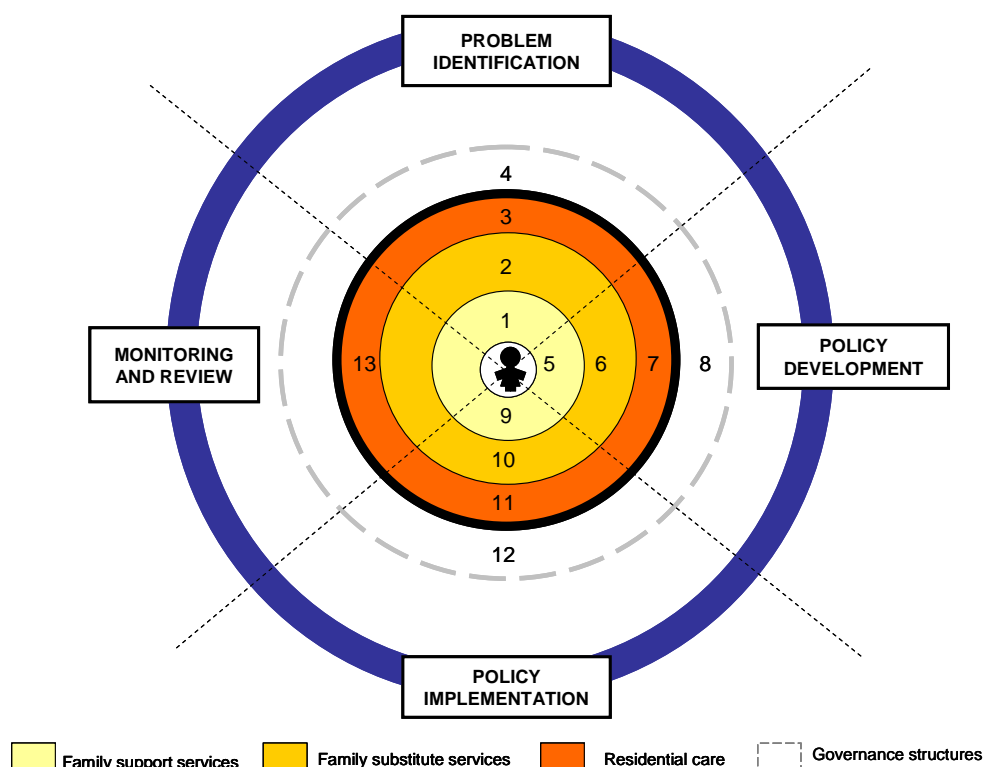 PROBLEM
IDENTIFICATION
4
3
2
1
MONITORING
AND REVIEW
13
5
6
7
8
POLICY
DEVELOPMENT
9
10
11
12
POLICY
IMPLEMENTATION
Family support services
Family substitute services
Residential care
Governance structures